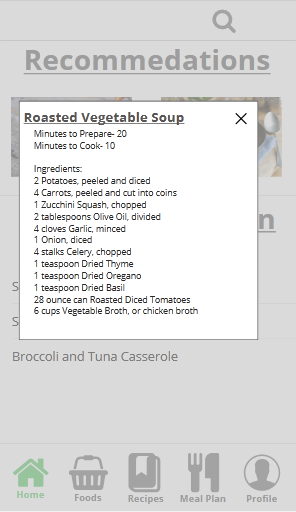 Recommedations
Roasted Vegetable Soup
Minutes to Prepare- 20
Minutes to Cook- 10
Ingredients:
2 Potatoes, peeled and diced
4 Carrots, peeled and cut into coins
1 Zucchini Squash, chopped
2 tablespoons Olive Oil, divided
4 cloves Garlic, minced
1 Onion, diced
4 stalks Celery, chopped
1 teaspoon Dried Thyme
1 teaspoon Dried Oregano
1 teaspoon Dried Basil
28 ounce can Roasted Diced Tomatoes
6 cups Vegetable Broth, or chicken broth
Broccoli and Tuna Casserole
Home Foods Recipes Meal Plan Profile